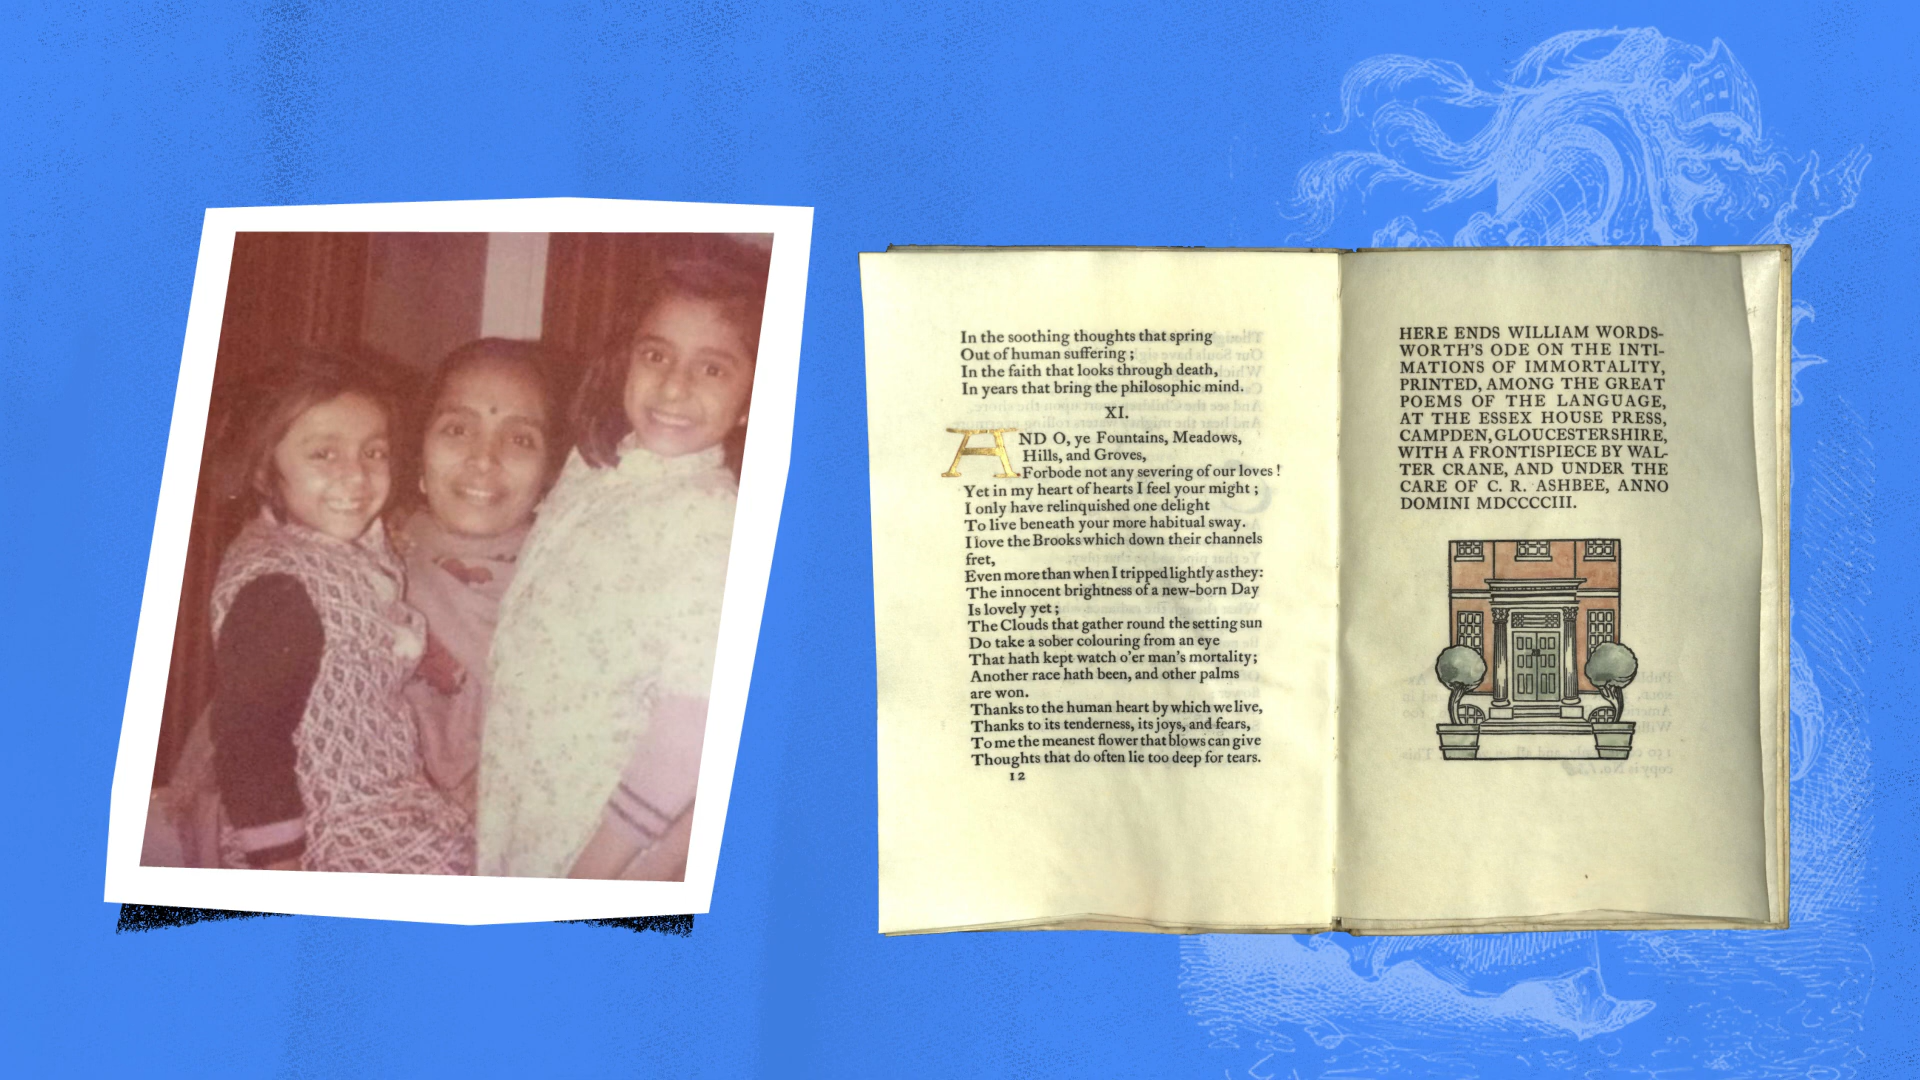 In the soothing thoughts that spring
Out of human suffering ;
In the faith that looks through death,
In years that bring the philosophic mind.
XI.
AND O, ye Fountains, Meadows,
Hills, and Groves,
Forbode not any severing of our loves !
Yet in my heart of hearts I feel your might ;
I only have relinquished one delight
To live beneath your more habitual sway.
I love the Brooks which down their channels
fret,
Even more than when I tripped lightly as they:
The innocent brightness of a new-born Day
Is lovely yet ;
The Clouds that gather round the setting sun
Do take a sober colouring from an eye
That hath kept watch o'er man's mortality;
Another race hath been, and other palms
are won.
Thanks to the human heart by which we live,
Thanks to its tenderness, its joys, and fears,
To me the meanest flower that blows can give
Thoughts that do often lie too deep for tears.
12
HERE ENDS WILLIAM WORDS-
WORTH'S ODE ON THE INTI-
MATIONS OF IMMORTALITY,
PRINTED, AMONG THE GREAT
POEMS OF THE LANGUAGE,
AT THE ESSEX HOUSE PRESS,
CAMPDEN, GLOUCESTERSHIRE,
WITH A FRONTISPIECE BY WAL-
TER CRANE, AND UNDER THE
CARE OF C. R. ASHBEE, ANNO
DOMINI MDCCCCIII.